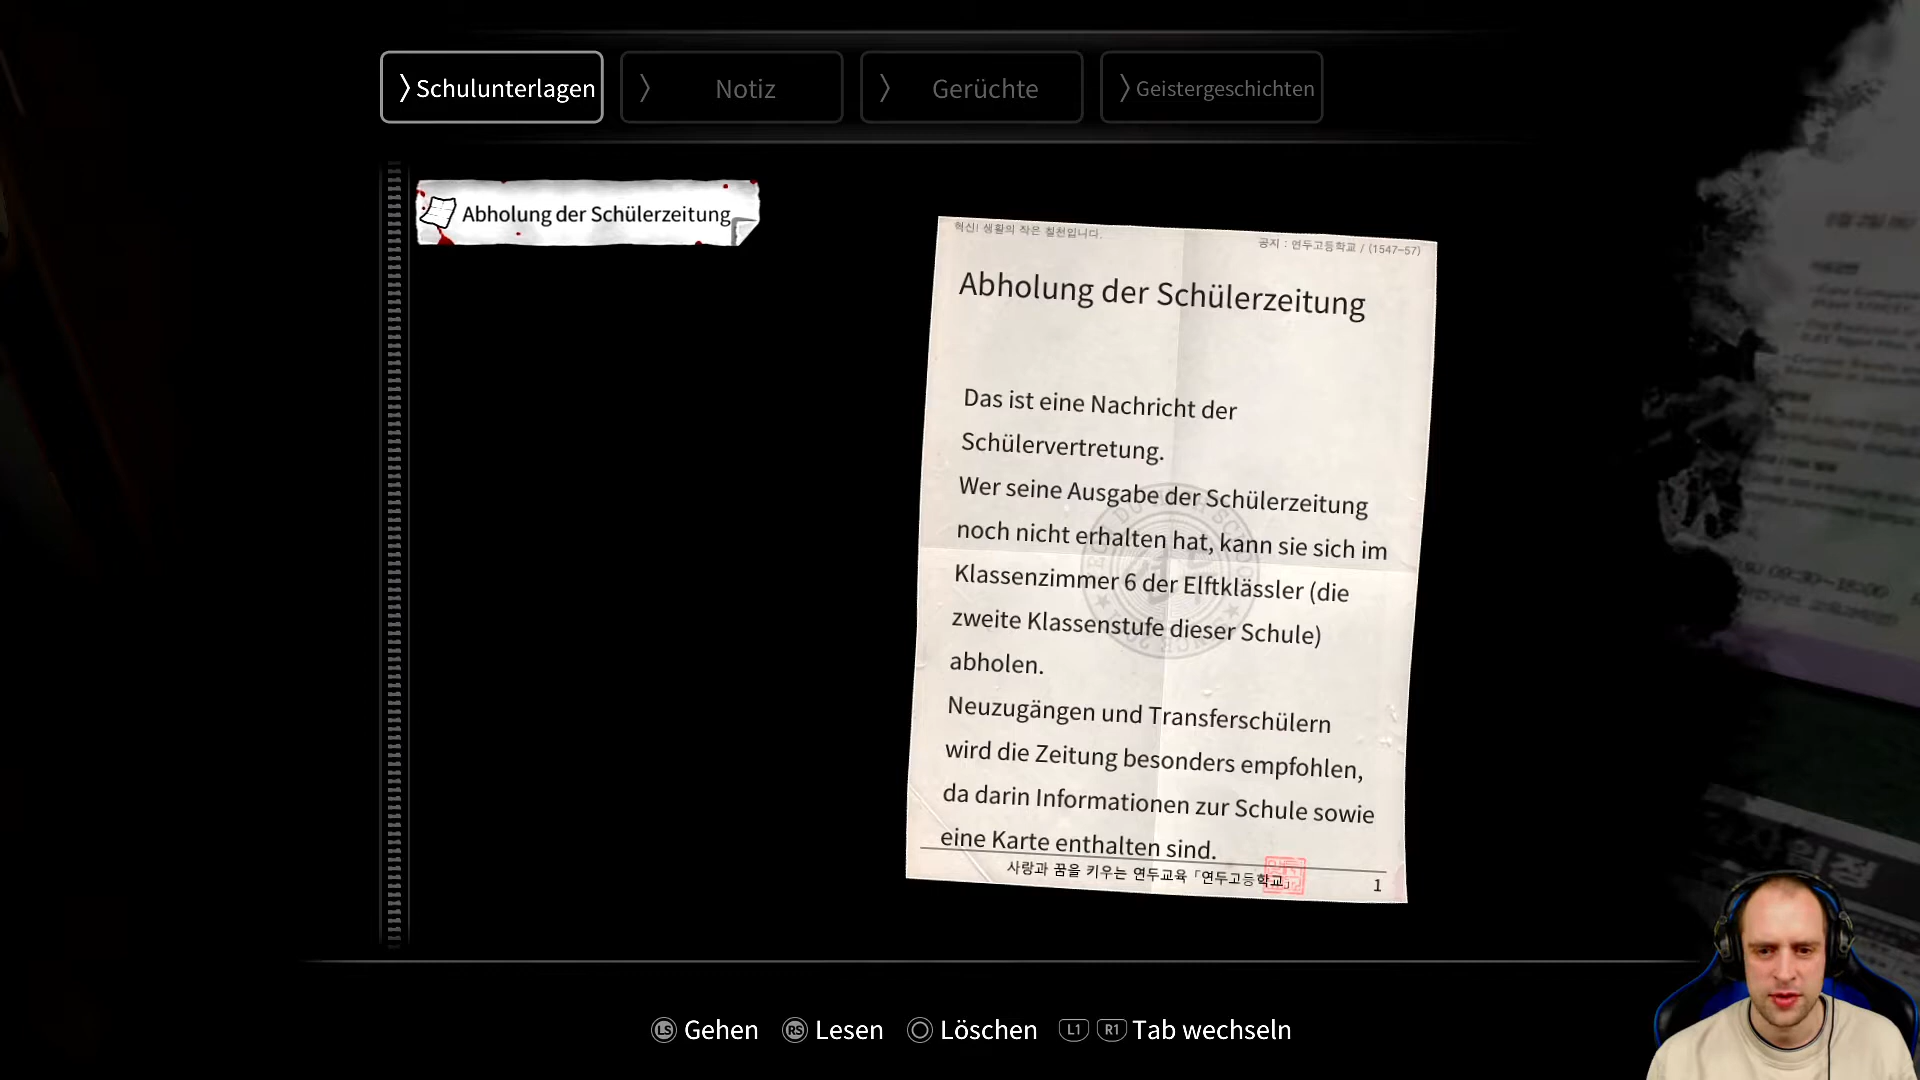 Schulunterlagen
Notiz
Gerüchte
Geistergeschichten
Abholung der Schülerzeitung
혁신! 생활의 작은 실천입니다.
공지 : 연두고등학교 / (1547-57)
Abholung der Schülerzeitung
Das ist eine Nachricht der
Schülervertretung.
Wer seine Ausgabe der Schülerzeitung
noch nicht erhalten hat, kann sie sich im
Klassenzimmer 6 der Elftklässler (die
zweite Klassenstufe dieser Schule)
abholen.
Neuzugängen und Transferschülern
wird die Zeitung besonders empfohlen,
da darin Informationen zur Schule sowie
eine Karte enthalten sind.
사랑과 꿈을 키우는 연두교육 「연두고등학교」
1
LS Gehen RS Lesen Löschen L1 R1 Tab wechseln